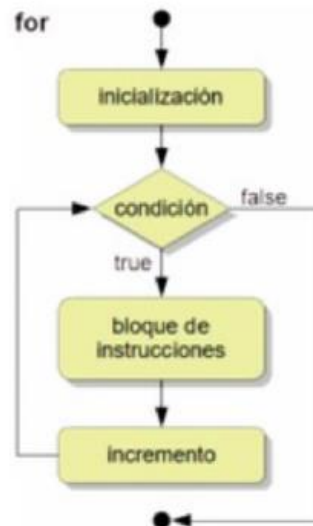 for
inicialización
condición
false
true
bloque de
instrucciones
incremento